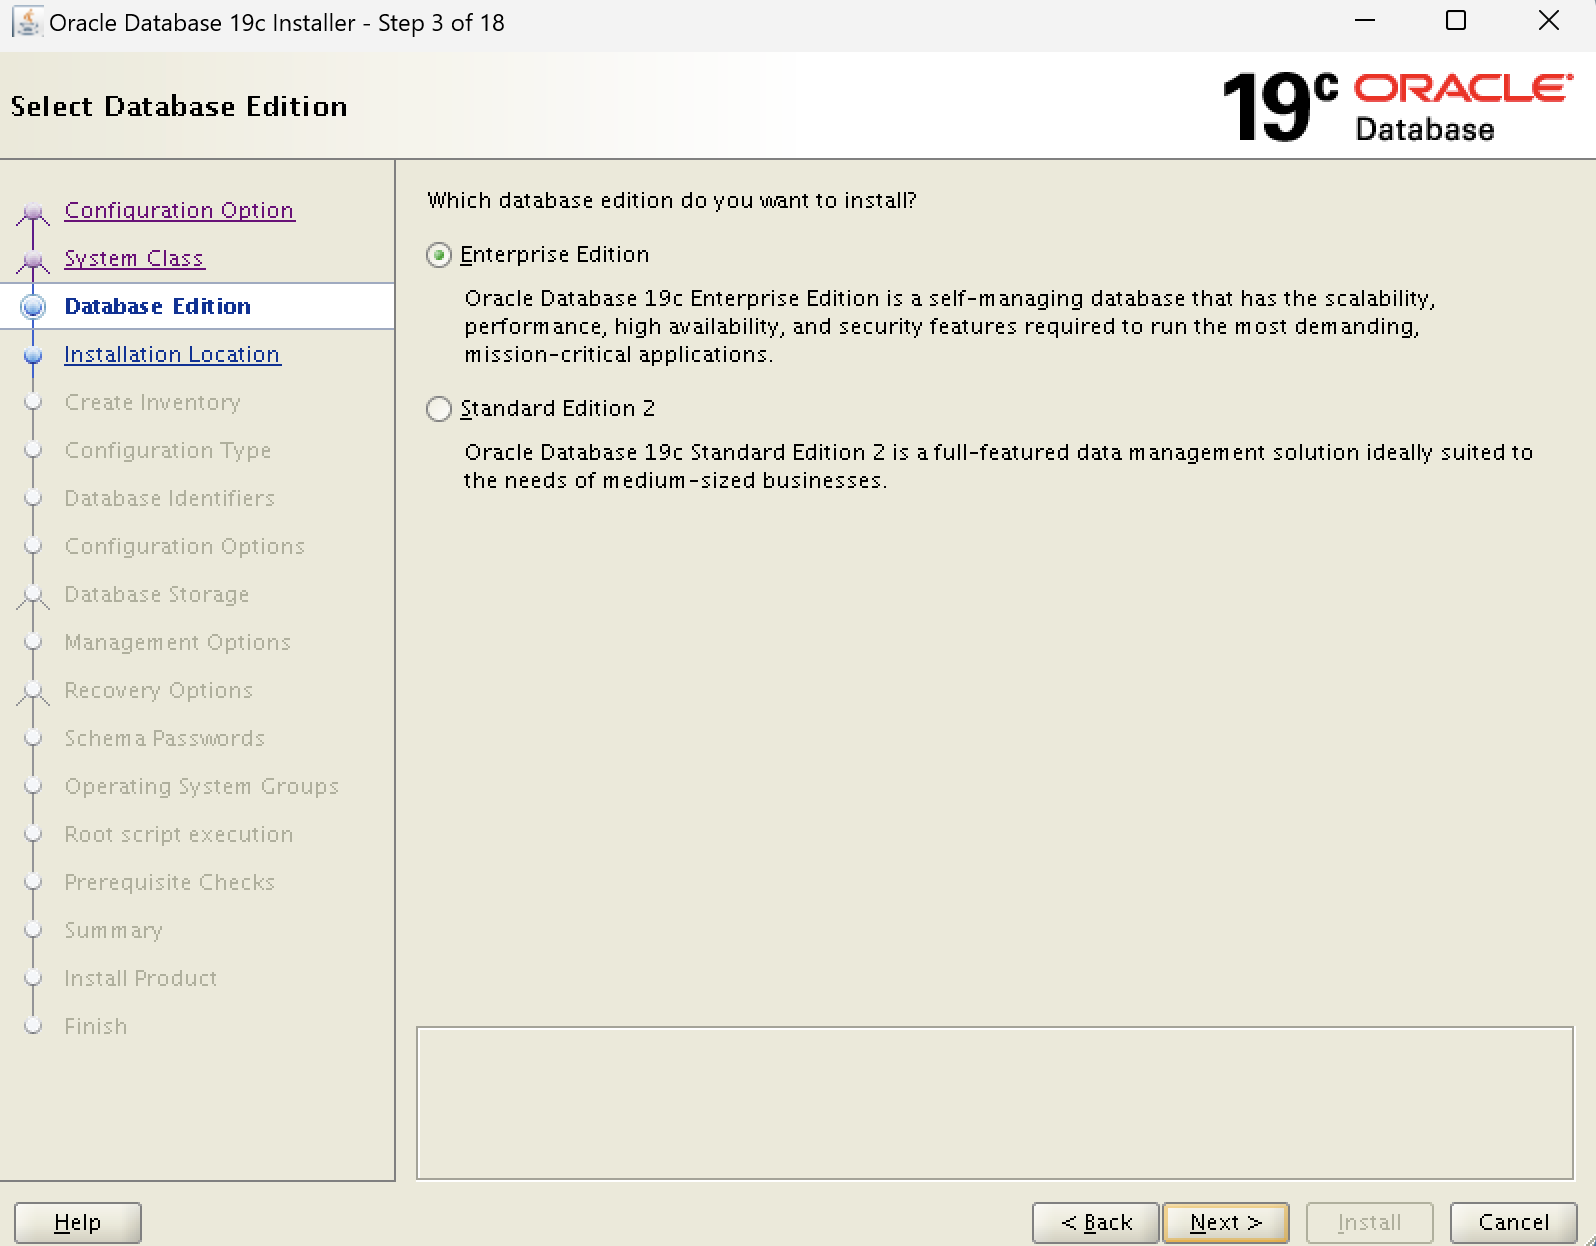 Oracle Database 19c Installer - Step 3 of 18
Select Database Edition
19c ORACLE
Database
Configuration Option
System Class
Database Edition
Installation Location
Create Inventory
Configuration Type
Database Identifiers
Configuration Options
Database Storage
Management Options
Recovery Options
Schema Passwords
Operating System Groups
Root script execution
Prerequisite Checks
Summary
Install Product
Finish
Which database edition do you want to install?
Enterprise Edition
Oracle Database 19c Enterprise Edition is a self-managing database that has the scalability,
performance, high availability, and security features required to run the most demanding,
mission-critical applications.
Standard Edition 2
Oracle Database 19c Standard Edition 2 is a full-featured data management solution ideally suited to
the needs of medium-sized businesses.
Help
< Back
Next >
Install
Cancel